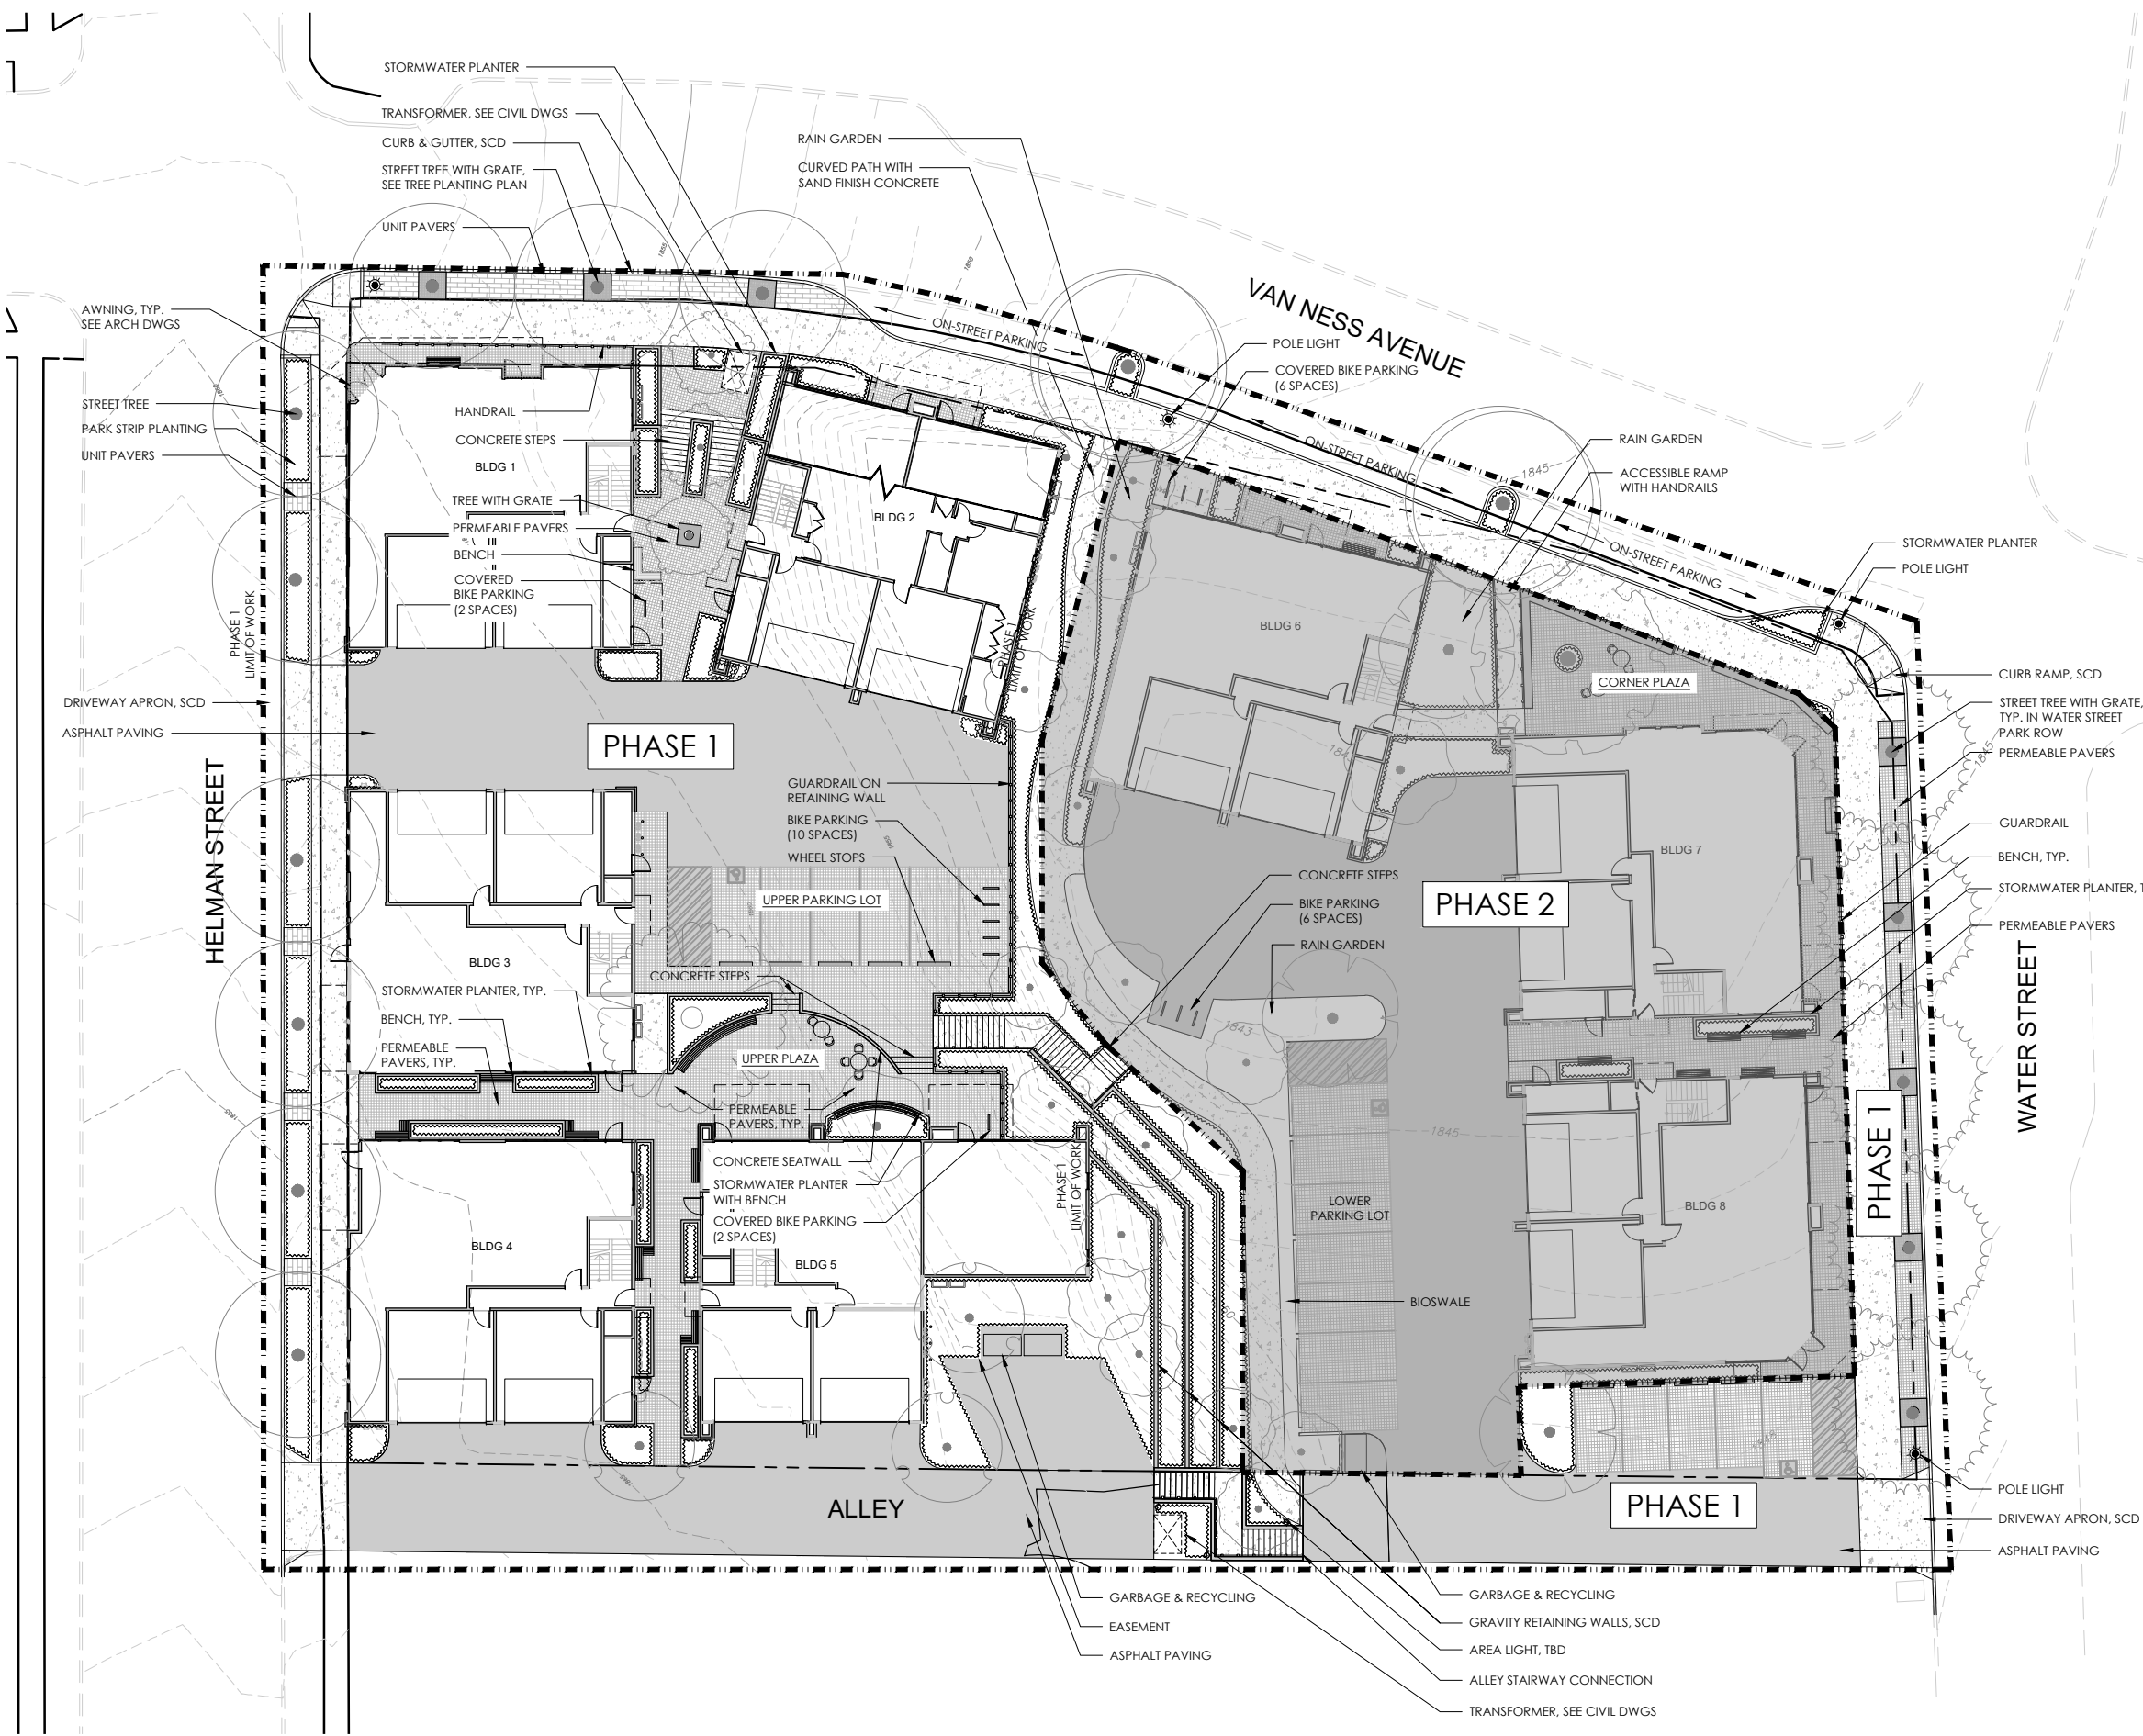 STORMWATER PLANTER
TRANSFORMER, SEE CIVIL DWGS
CURB & GUTTER, SCD
STREET TREE WITH GRATE,
SEE TREE PLANTING PLAN
UNIT PAVERS
RAIN GARDEN
CURVED PATH WITH
SAND FINISH CONCRETE
1855
1850
VAN NESS AVENUE
ON-STREET PARKING
POLE LIGHT
COVERED BIKE PARKING
(6 SPACES)
AWNING, TYP.
SEE ARCH DWGS
STREET TREE
PARK STRIP PLANTING
UNIT PAVERS
HANDRAIL
CONCRETE STEPS
BLDG 1
TREE WITH GRATE
PERMEABLE PAVERS
BENCH
COVERED
BIKE PARKING
(2 SPACES)
BLDG 2
ON-STREET PARKING
1845
RAIN GARDEN
ACCESSIBLE RAMP
WITH HANDRAILS
ON-STREET PARKING
STORMWATER PLANTER
POLE LIGHT
PHASE 1
LIMIT OF WORK
PHASE 1
LIMIT OF WORK
BLDG 6
CORNER PLAZA
CURB RAMP, SCD
STREET TREE WITH GRATE,
TYP. IN WATER STREET
PARK ROW
PERMEABLE PAVERS
1845
DRIVEWAY APRON, SCD
ASPHALT PAVING
PHASE 1
HELMAN STREET
GUARDRAIL ON
RETAINING WALL
BIKE PARKING
(10 SPACES)
WHEEL STOPS
UPPER PARKING LOT
CONCRETE STEPS
BIKE PARKING
(6 SPACES)
RAIN GARDEN
PHASE 2
BLDG 7
GUARDRAIL
BENCH, TYP.
STORMWATER PLANTER, T
PERMEABLE PAVERS
WATER STREET
BLDG 3
CONCRETE STEPS
STORMWATER PLANTER, TYP.
BENCH, TYP.
PERMEABLE
PAVERS, TYP.
UPPER PLAZA
PERMEABLE
PAVERS, TYP.
1843
1845
CONCRETE SEATWALL
STORMWATER PLANTER
WITH BENCH
COVERED BIKE PARKING
(2 SPACES)
PHASE 1
LIMIT OF WORK
BLDG 4
BLDG 5
LOWER
PARKING LOT
BIOSWALE
BLDG 8
PHASE 1
1848
ALLEY
PHASE 1
POLE LIGHT
DRIVEWAY APRON, SCD
ASPHALT PAVING
GARBAGE & RECYCLING
EASEMENT
ASPHALT PAVING
GARBAGE & RECYCLING
GRAVITY RETAINING WALLS, SCD
AREA LIGHT, TBD
ALLEY STAIRWAY CONNECTION
TRANSFORMER, SEE CIVIL DWGS